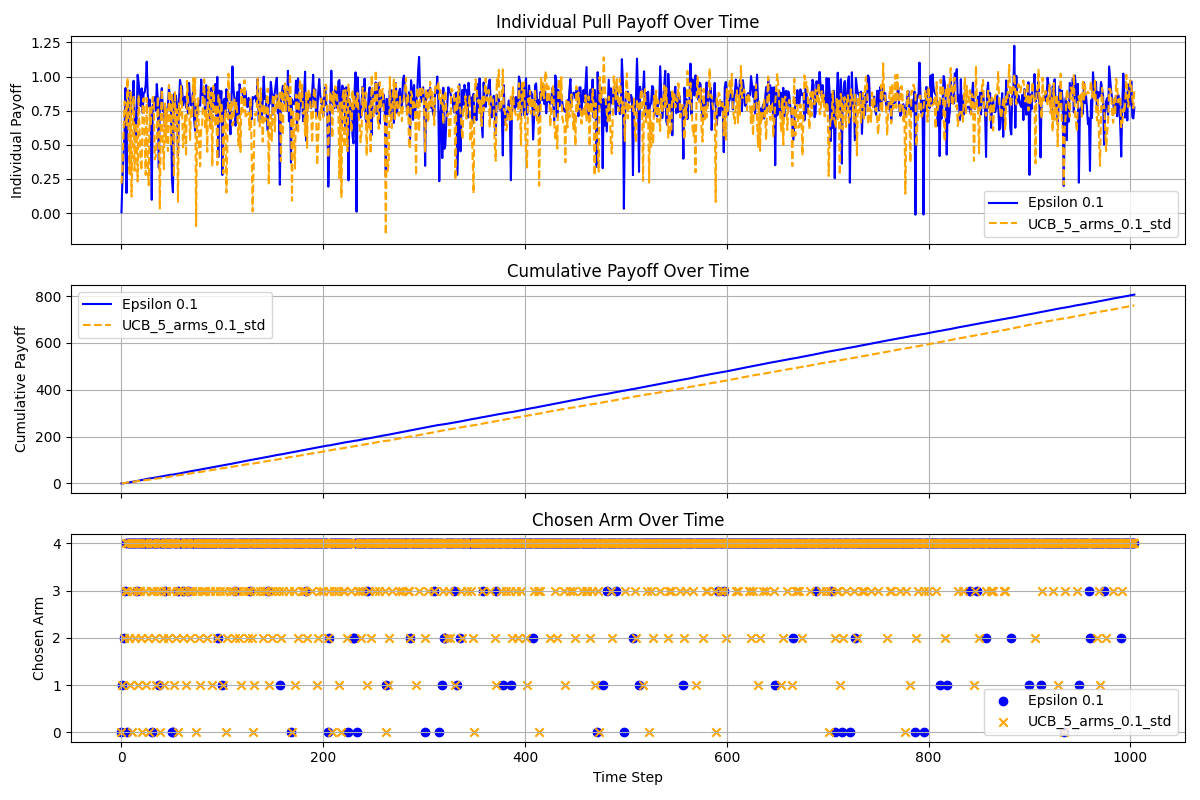 Individual Pull Payoff Over Time
Individual Payoff
1.25
1.00
0.75
0.50
0.25
0.00
Epsilon 0.1
UCB_5_arms_0.1_std
Cumulative Payoff Over Time
Cumulative Payoff
800
600
400
200
0
Epsilon 0.1
UCB_5_arms_0.1_std
Chosen Arm Over Time
Chosen Arm
4
3
2
1
0
Epsilon 0.1
UCB_5_arms_0.1_std
0 200 400 600 800 1000
Time Step